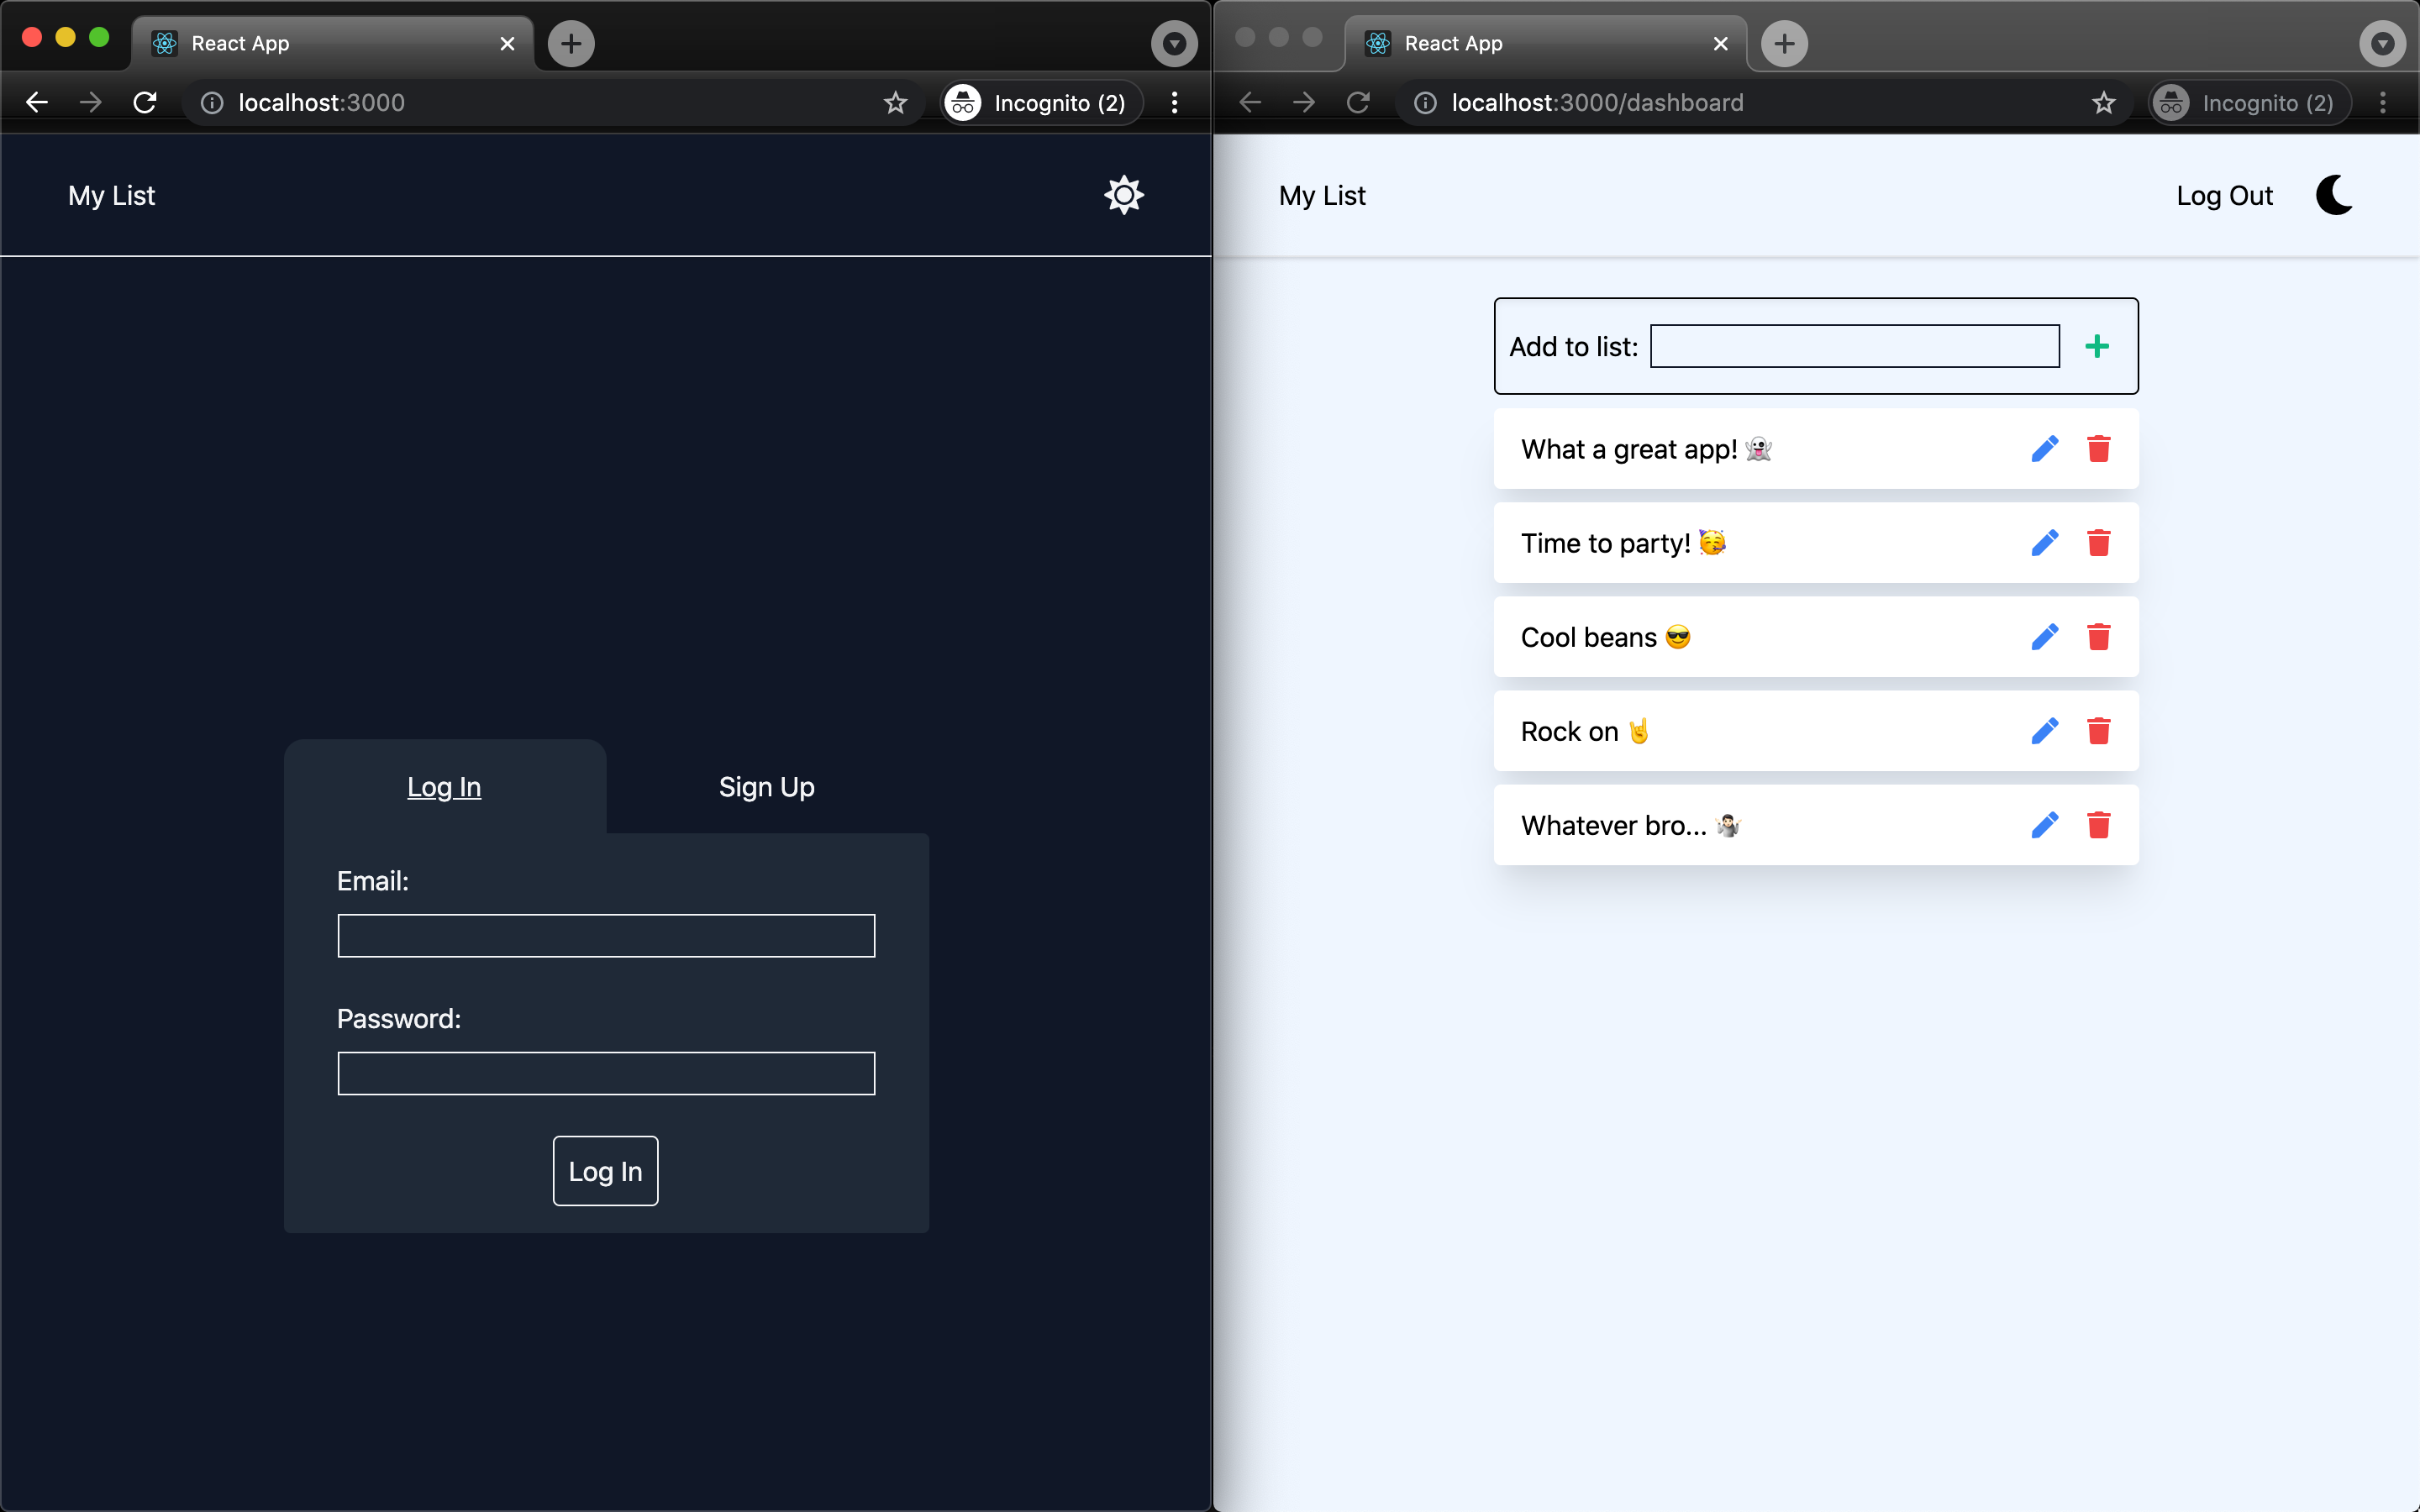 React App
localhost:3000
Incognito (2)
My List
Log In
Sign Up
Email:
Password:
Log In
React App
localhost:3000/dashboard
Incognito (2)
My List
Log Out
Add to list:
What a great app! 👻
Time to party! 🥳
Cool beans 😎
Rock on 🤘
Whatever bro... 🤷🏻‍♂️